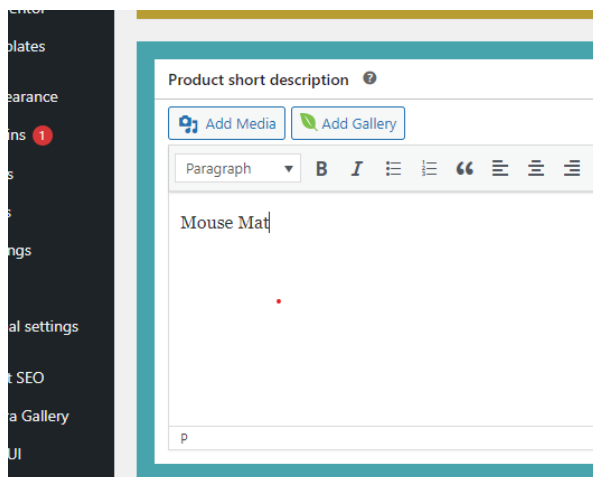 plates
earance
ins 1
s
s
ngs
al settings
t SEO
ra Gallery
UI
Product short description ?
Add Media Add Gallery
Paragraph B I
Mouse Mat
P